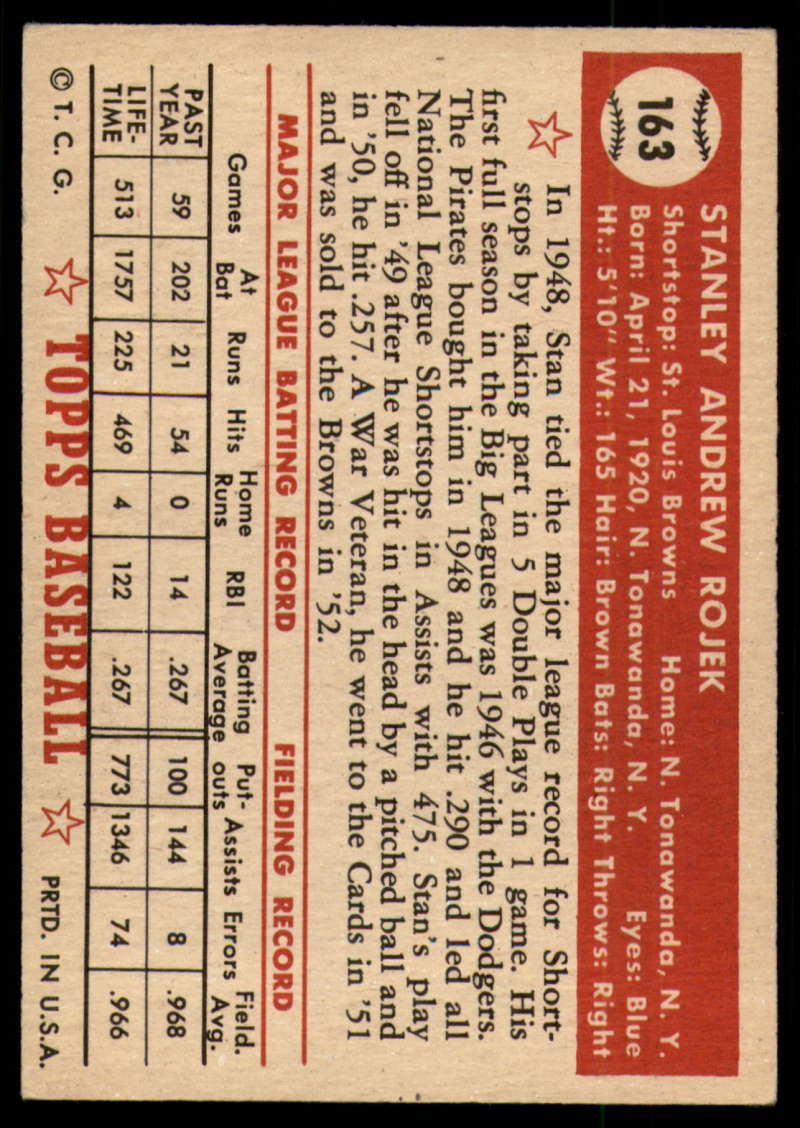 163
STANLEY ANDREW ROJEK
Shortstop: St. Louis Browns Home: N. Tonawanda, N. Y.
Born: April 21, 1920, N. Tonawanda, N. Y. Eyes: Blue
Ht.: 5'10" Wt.: 165 Hair: Brown Bats: Right Throws: Right
In 1948, Stan tied the major league record for Short-
stops by taking part in 5 Double Plays in 1 game. His
first full season in the Big Leagues was 1946 with the Dodgers.
The Pirates bought him in 1948 and he hit .290 and led all
National League Shortstops in Assists with 475. Stan's play
fell off in '49 after he was hit in the head by a pitched ball and
in '50, he hit .257. A War Veteran, he went to the Cards in '51
and was sold to the Browns in '52.
MAJOR LEAGUE BATTING RECORD FIELDING RECORD
Games At Bat Runs Hits Home Runs RBI Batting Average Put-outs Assists Errors Field. Avg.
PAST YEAR 59 202 21 54 0 14 .267 100 144 8 .968
LIFE-TIME 513 1757 225 469 4 122 .267 773 1346 74 .966
© T. C. G. TOPPS BASEBALL PRTD. IN U.S.A.